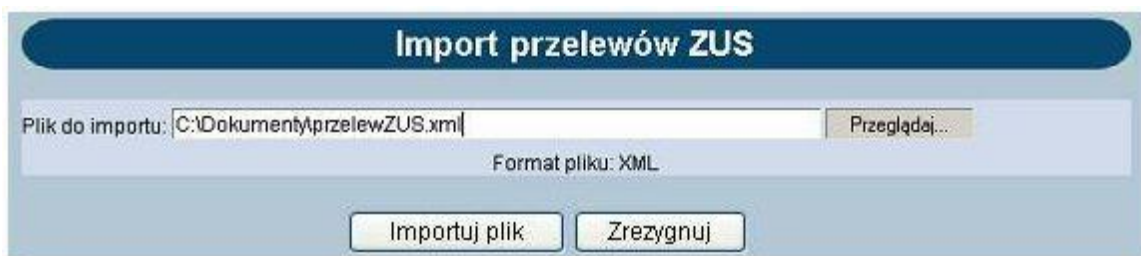 Import przelewów ZUS
Plik do importu: C:\Dokumenty\przelewZUS.xml Przeglądaj...
Format pliku: XML
Importuj plik Zrezygnuj